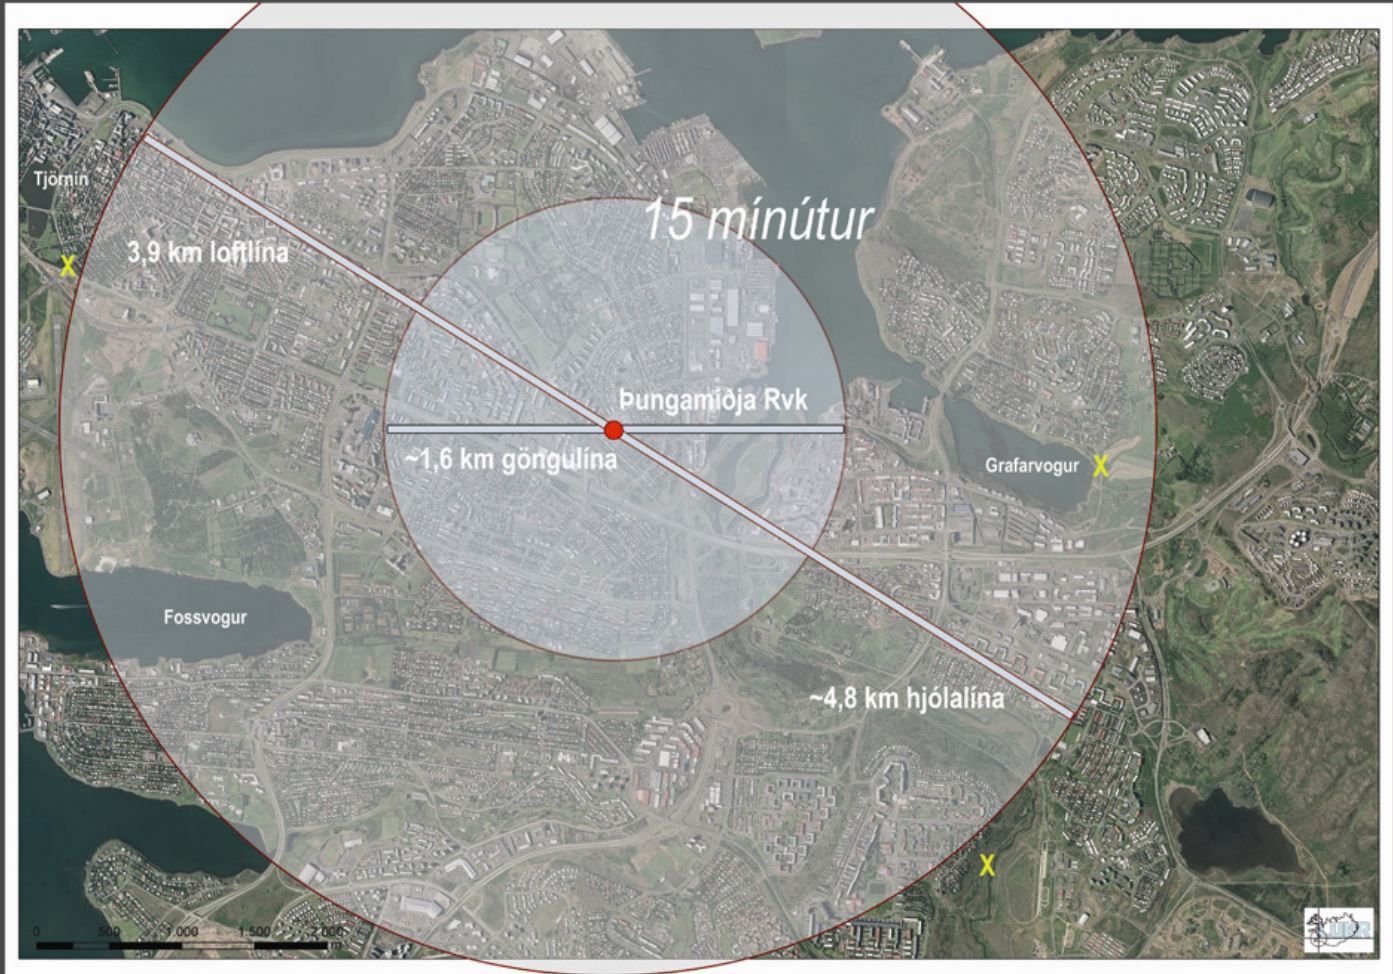 15 mínútur
Tjörnin
3,9 km loftlína
X
Þungamiðja Rvk
~1,6 km göngulína
Grafarvogur
X
Fossvogur
~4,8 km hjólalína
X
0 500 1.000 1.500 2.000
m
LUKR